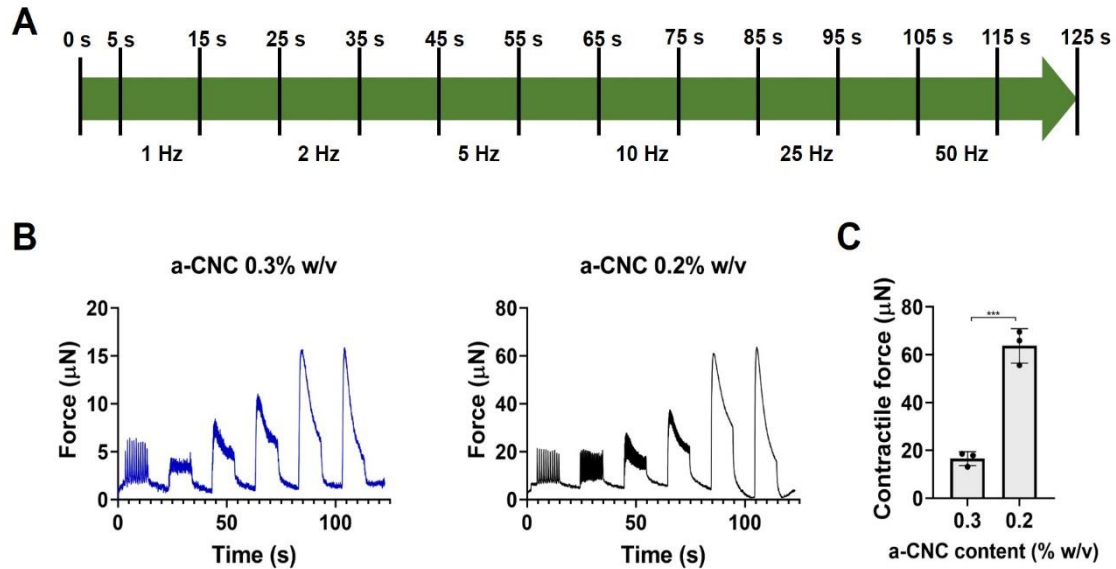 A
0 s 5 s 15 s 25 s 35 s 45 s 55 s 65 s 75 s 85 s 95 s 105 s 115 s 125 s
1 Hz 2 Hz 5 Hz 10 Hz 25 Hz 50 Hz
B
a-CNC 0.3% w/v
Force (µN)
20
15
10
5
0
0 50 100
Time (s)
a-CNC 0.2% w/v
Force (µN)
80
60
40
20
0
0 50 100
Time (s)
C
Contractile force (µN)
80
60
40
20
0
***
0.3 0.2
a-CNC content (% w/v)